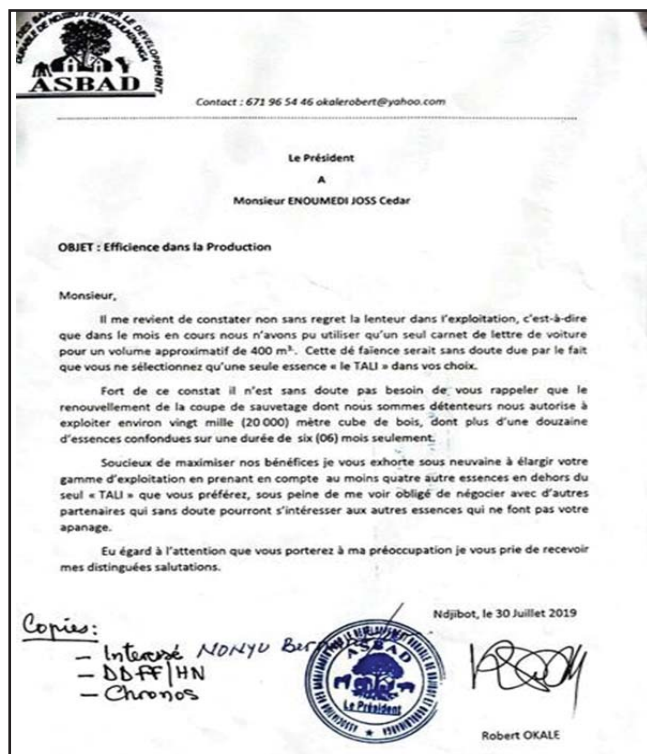 DURABLE DE NDJIBOT ET NGOULMINANGA
ASBAD
Contact : 671 96 54 46 okalerobert@yahoo.com
Le Président
A
Monsieur ENOUMEDI JOSS Cedar
OBJET : Efficience dans la Production
Monsieur,
Il me revient de constater non sans regret la lenteur dans l'exploitation, c'est-à-dire
que dans le mois en cours nous n'avons pu utiliser qu'un seul carnet de lettre de voiture
pour un volume approximatif de 400 m³. Cette dé faïence serait sans doute due par le fait
que vous ne sélectionnez qu'une seule essence « le TALI » dans vos choix.
Fort de ce constat il n'est sans doute pas besoin de vous rappeler que le
renouvellement de la coupe de sauvetage dont nous sommes détenteurs nous autorise à
exploiter environ vingt mille (20 000) mètre cube de bois, dont plus d'une douzaine
d'essences confondues sur une durée de six (06) mois seulement.
Soucieux de maximiser nos bénéfices je vous exhorte sous neuvaine à élargir votre
gamme d'exploitation en prenant en compte au moins quatre autre essences en dehors du
seul « TALI » que vous préférez, sous peine de me voir obligé de négocier avec d'autres
partenaires qui sans doute pourront s'intéresser aux autres essences qui ne font pas votre
apanage.
Eu égard à l'attention que vous porterez à ma préoccupation je vous prie de recevoir
mes distinguées salutations.
Ndjibot, le 30 Juillet 2019
Copies:
- Interessé NONYU
- DDFF/HN
- Chronos
ASBAD
Le Président
Robert OKALE